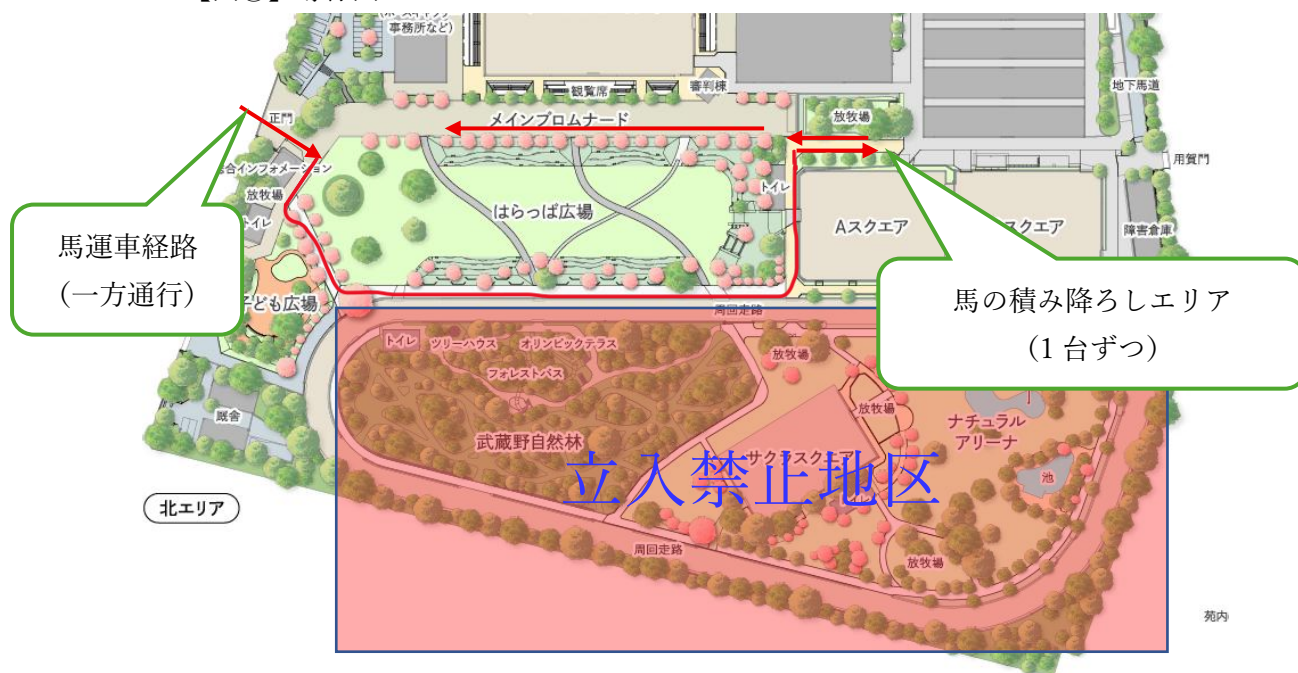 事務所など)
観覧席
審判棟
地下馬道
正門
メインプロムナード
放牧場
用賀門
総合インフォメーション
放牧場
トイレ
はらっぱ広場
トイレ
Aスクエア
スクエア
障害倉庫
馬運車経路
(一方通行)
馬の積み降ろしエリア
(1台ずつ)
子ども広場
周回走路
トイレ
ツリーハウス
オリンピックテラス
フォレストパス
放牧場
放牧場
ナチュラル
アリーナ
厩舎
武蔵野自然林
サクラスクエア
池
立入禁止地区
北エリア
周回走路
放牧場
苑内